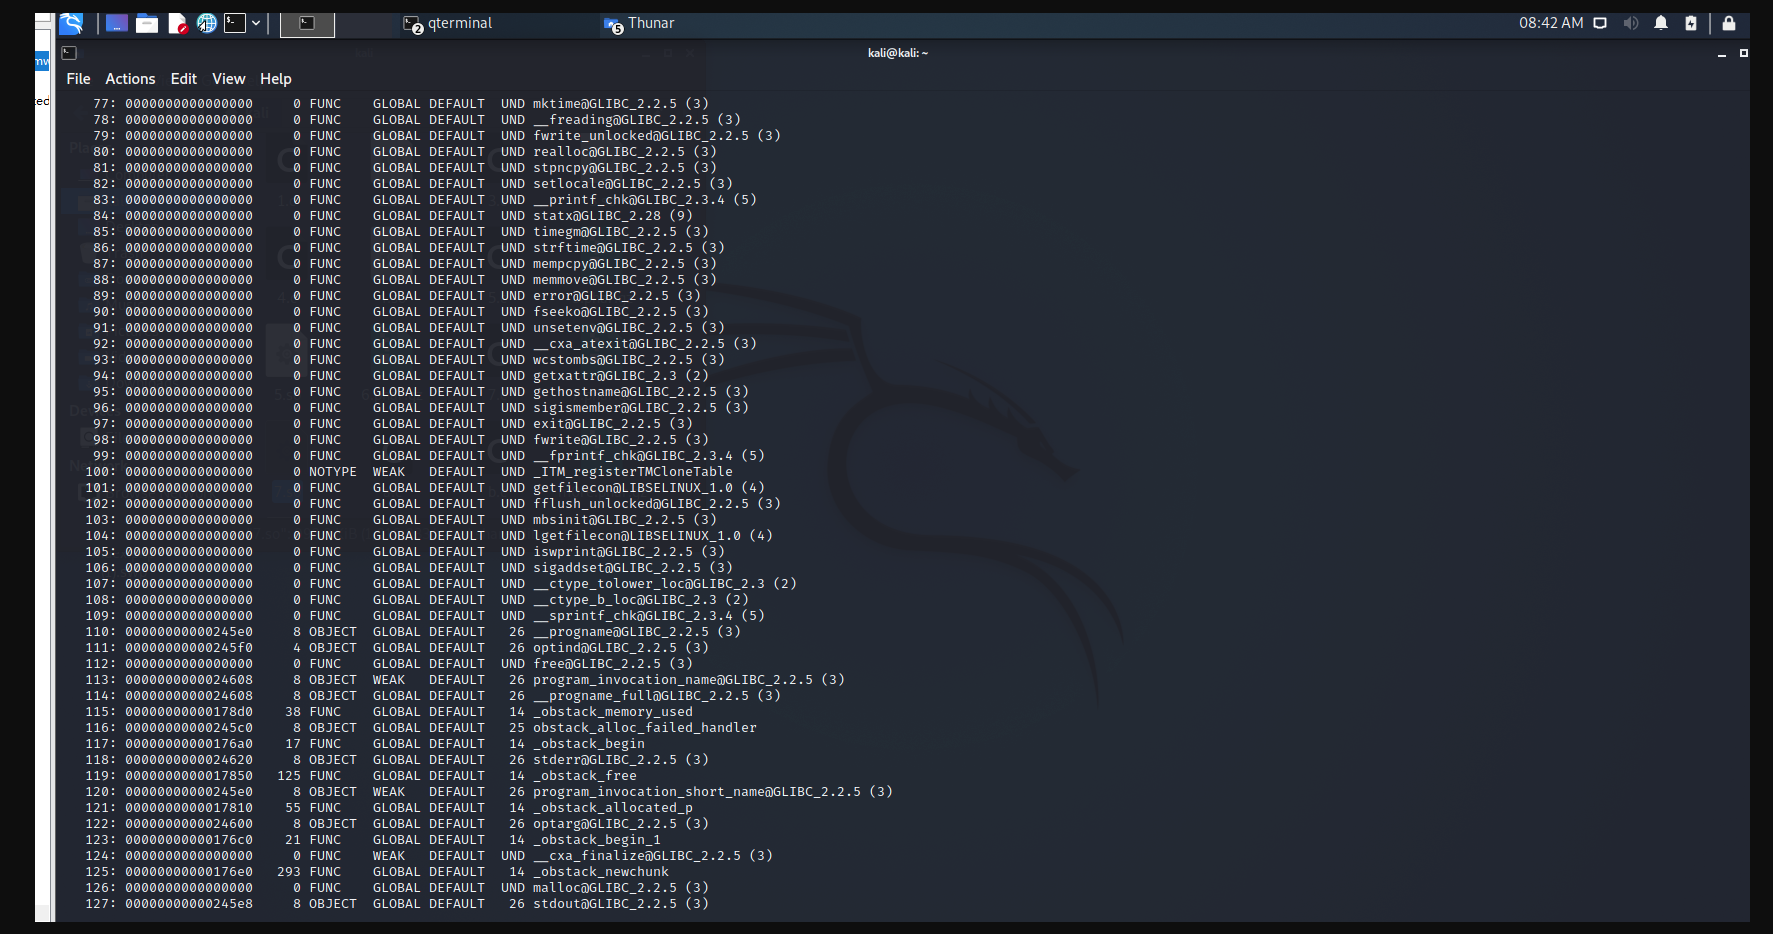 qterminal
2
Thunar
5
08:42 AM
kali@kali: ~
File Actions Edit View Help
77: 0000000000000000 0 FUNC GLOBAL DEFAULT UND mktime@GLIBC_2.2.5 (3)
78: 0000000000000000 0 FUNC GLOBAL DEFAULT UND __freading@GLIBC_2.2.5 (3)
79: 0000000000000000 0 FUNC GLOBAL DEFAULT UND fwrite_unlocked@GLIBC_2.2.5 (3)
80: 0000000000000000 0 FUNC GLOBAL DEFAULT UND realloc@GLIBC_2.2.5 (3)
81: 0000000000000000 0 FUNC GLOBAL DEFAULT UND stpncpy@GLIBC_2.2.5 (3)
82: 0000000000000000 0 FUNC GLOBAL DEFAULT UND setlocale@GLIBC_2.2.5 (3)
83: 0000000000000000 0 FUNC GLOBAL DEFAULT UND __printf_chk@GLIBC_2.3.4 (5)
84: 0000000000000000 0 FUNC GLOBAL DEFAULT UND statx@GLIBC_2.28 (9)
85: 0000000000000000 0 FUNC GLOBAL DEFAULT UND timegm@GLIBC_2.2.5 (3)
86: 0000000000000000 0 FUNC GLOBAL DEFAULT UND strftime@GLIBC_2.2.5 (3)
87: 0000000000000000 0 FUNC GLOBAL DEFAULT UND mempcpy@GLIBC_2.2.5 (3)
88: 0000000000000000 0 FUNC GLOBAL DEFAULT UND memmove@GLIBC_2.2.5 (3)
89: 0000000000000000 0 FUNC GLOBAL DEFAULT UND error@GLIBC_2.2.5 (3)
90: 0000000000000000 0 FUNC GLOBAL DEFAULT UND fseeko@GLIBC_2.2.5 (3)
91: 0000000000000000 0 FUNC GLOBAL DEFAULT UND unsetenv@GLIBC_2.2.5 (3)
92: 0000000000000000 0 FUNC GLOBAL DEFAULT UND __cxa_atexit@GLIBC_2.2.5 (3)
93: 0000000000000000 0 FUNC GLOBAL DEFAULT UND wcstombs@GLIBC_2.2.5 (3)
94: 0000000000000000 0 FUNC GLOBAL DEFAULT UND getxattr@GLIBC_2.3 (2)
95: 0000000000000000 0 FUNC GLOBAL DEFAULT UND gethostname@GLIBC_2.2.5 (3)
96: 0000000000000000 0 FUNC GLOBAL DEFAULT UND sigismember@GLIBC_2.2.5 (3)
97: 0000000000000000 0 FUNC GLOBAL DEFAULT UND exit@GLIBC_2.2.5 (3)
98: 0000000000000000 0 FUNC GLOBAL DEFAULT UND fwrite@GLIBC_2.2.5 (3)
99: 0000000000000000 0 FUNC GLOBAL DEFAULT UND __fprintf_chk@GLIBC_2.3.4 (5)
100: 0000000000000000 0 NOTYPE WEAK DEFAULT UND _ITM_registerTMCloneTable
101: 0000000000000000 0 FUNC GLOBAL DEFAULT UND getfilecon@LIBSELINUX_1.0 (4)
102: 0000000000000000 0 FUNC GLOBAL DEFAULT UND fflush_unlocked@GLIBC_2.2.5 (3)
103: 0000000000000000 0 FUNC GLOBAL DEFAULT UND mbsinit@GLIBC_2.2.5 (3)
104: 0000000000000000 0 FUNC GLOBAL DEFAULT UND lgetfilecon@LIBSELINUX_1.0 (4)
105: 0000000000000000 0 FUNC GLOBAL DEFAULT UND iswprint@GLIBC_2.2.5 (3)
106: 0000000000000000 0 FUNC GLOBAL DEFAULT UND sigaddset@GLIBC_2.2.5 (3)
107: 0000000000000000 0 FUNC GLOBAL DEFAULT UND __ctype_tolower_loc@GLIBC_2.3 (2)
108: 0000000000000000 0 FUNC GLOBAL DEFAULT UND __ctype_b_loc@GLIBC_2.3 (2)
109: 0000000000000000 0 FUNC GLOBAL DEFAULT UND __sprintf_chk@GLIBC_2.3.4 (5)
110: 00000000000245e0 8 OBJECT GLOBAL DEFAULT 26 __progname@GLIBC_2.2.5 (3)
111: 00000000000245f0 4 OBJECT GLOBAL DEFAULT 26 optind@GLIBC_2.2.5 (3)
112: 0000000000000000 0 FUNC GLOBAL DEFAULT UND free@GLIBC_2.2.5 (3)
113: 0000000000024608 8 OBJECT WEAK DEFAULT 26 program_invocation_name@GLIBC_2.2.5 (3)
114: 0000000000024608 8 OBJECT GLOBAL DEFAULT 26 __progname_full@GLIBC_2.2.5 (3)
115: 00000000000178d0 38 FUNC GLOBAL DEFAULT 14 _obstack_memory_used
116: 00000000000245c0 8 OBJECT GLOBAL DEFAULT 25 obstack_alloc_failed_handler
117: 00000000000176a0 17 FUNC GLOBAL DEFAULT 14 _obstack_begin
118: 0000000000024620 8 OBJECT GLOBAL DEFAULT 26 stderr@GLIBC_2.2.5 (3)
119: 0000000000017850 125 FUNC GLOBAL DEFAULT 14 _obstack_free
120: 00000000000245e0 8 OBJECT WEAK DEFAULT 26 program_invocation_short_name@GLIBC_2.2.5 (3)
121: 0000000000017810 55 FUNC GLOBAL DEFAULT 14 _obstack_allocated_p
122: 0000000000024600 8 OBJECT GLOBAL DEFAULT 26 optarg@GLIBC_2.2.5 (3)
123: 00000000000176c0 21 FUNC GLOBAL DEFAULT 14 _obstack_begin_1
124: 0000000000000000 0 FUNC WEAK DEFAULT UND __cxa_finalize@GLIBC_2.2.5 (3)
125: 00000000000176e0 293 FUNC GLOBAL DEFAULT 14 _obstack_newchunk
126: 0000000000000000 0 FUNC GLOBAL DEFAULT UND malloc@GLIBC_2.2.5 (3)
127: 00000000000245e8 8 OBJECT GLOBAL DEFAULT 26 stdout@GLIBC_2.2.5 (3)